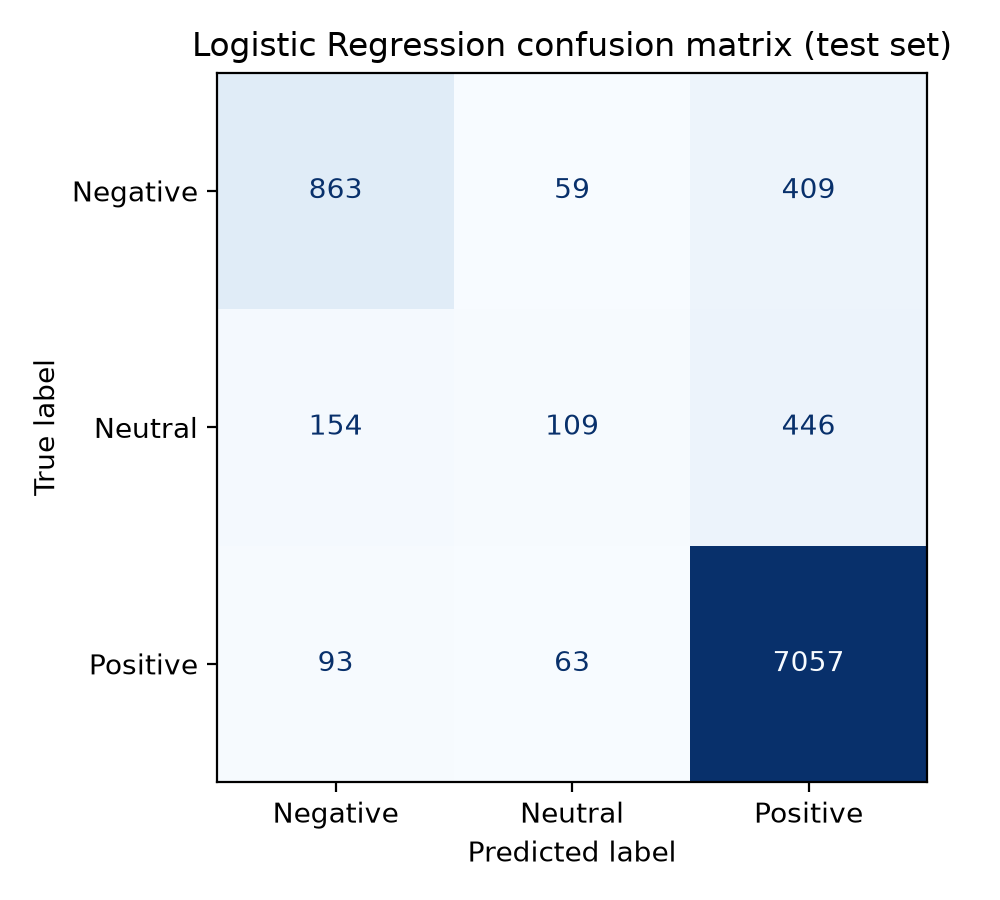 Logistic Regression confusion matrix (test set)
Negative 863 59 409
Neutral 154 109 446
Positive 93 63 7057
True label
Negative Neutral Positive
Predicted label